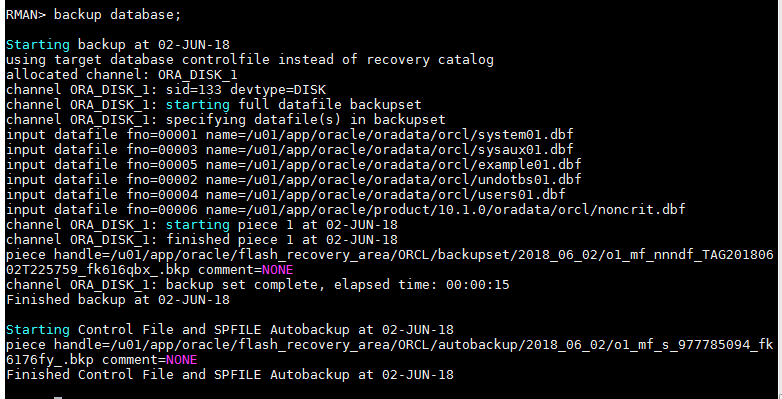 RMAN> backup database;
Starting backup at 02-JUN-18
using target database controlfile instead of recovery catalog
allocated channel: ORA_DISK_1
channel ORA_DISK_1: sid=133 devtype=DISK
channel ORA_DISK_1: starting full datafile backupset
channel ORA_DISK_1: specifying datafile(s) in backupset
input datafile fno=00001 name=/u01/app/oracle/oradata/orcl/system01.dbf
input datafile fno=00003 name=/u01/app/oracle/oradata/orcl/sysaux01.dbf
input datafile fno=00005 name=/u01/app/oracle/oradata/orcl/example01.dbf
input datafile fno=00002 name=/u01/app/oracle/oradata/orcl/undotbs01.dbf
input datafile fno=00004 name=/u01/app/oracle/oradata/orcl/users01.dbf
input datafile fno=00006 name=/u01/app/oracle/product/10.1.0/oradata/orcl/noncrit.dbf
channel ORA_DISK_1: starting piece 1 at 02-JUN-18
channel ORA_DISK_1: finished piece 1 at 02-JUN-18
piece handle=/u01/app/oracle/flash_recovery_area/ORCL/backupset/2018_06_02/o1_mf_nnndf_TAG201806
02T225759_fk616qbx_.bkp comment=NONE
channel ORA_DISK_1: backup set complete, elapsed time: 00:00:15
Finished backup at 02-JUN-18
Starting Control File and SPFILE Autobackup at 02-JUN-18
piece handle=/u01/app/oracle/flash_recovery_area/ORCL/autobackup/2018_06_02/o1_mf_s_977785094_fk
6176fy_.bkp comment=NONE
Finished Control File and SPFILE Autobackup at 02-JUN-18